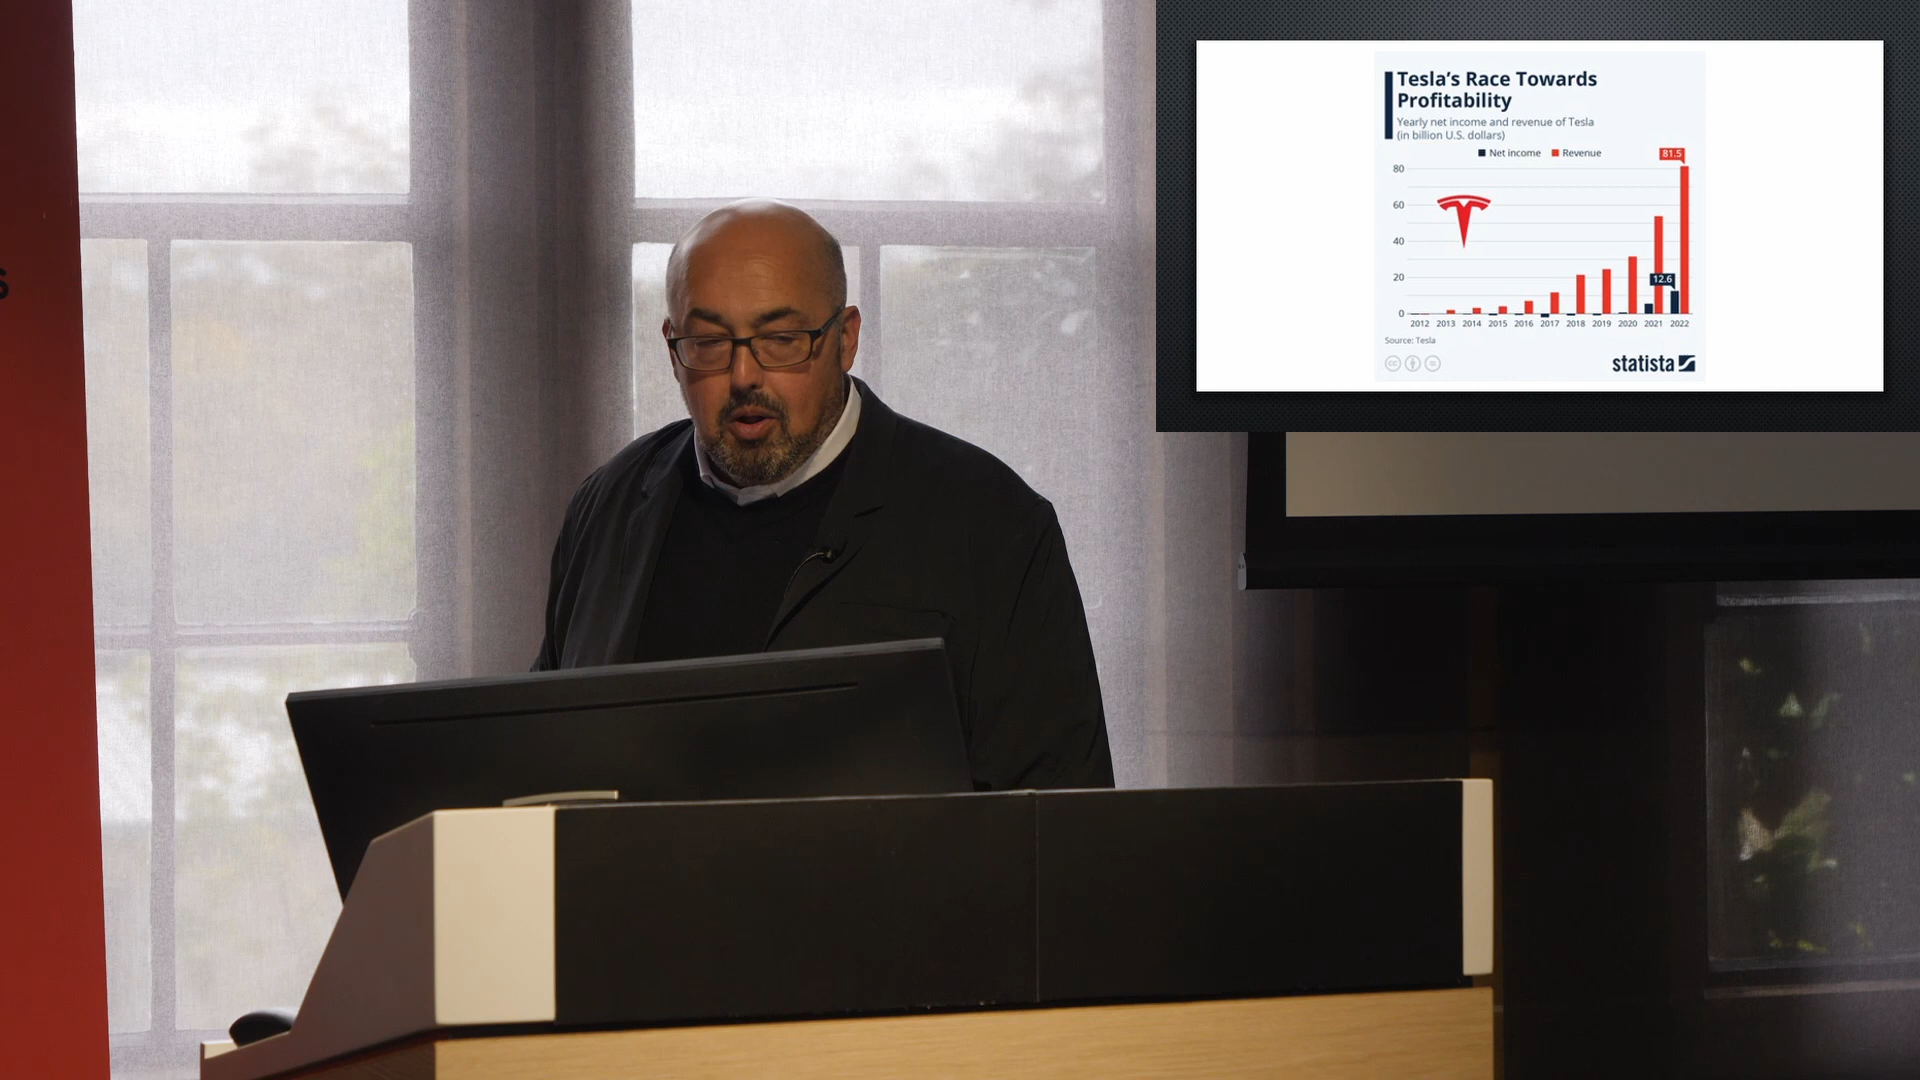 S
Tesla's Race Towards
Profitability
Yearly net income and revenue of Tesla
(in billion U.S. dollars)
Net income Revenue
81.5
80
60
40
20
12.6
0
2012 2013 2014 2015 2016 2017 2018 2019 2020 2021 2022
Source: Tesla
cc
statista